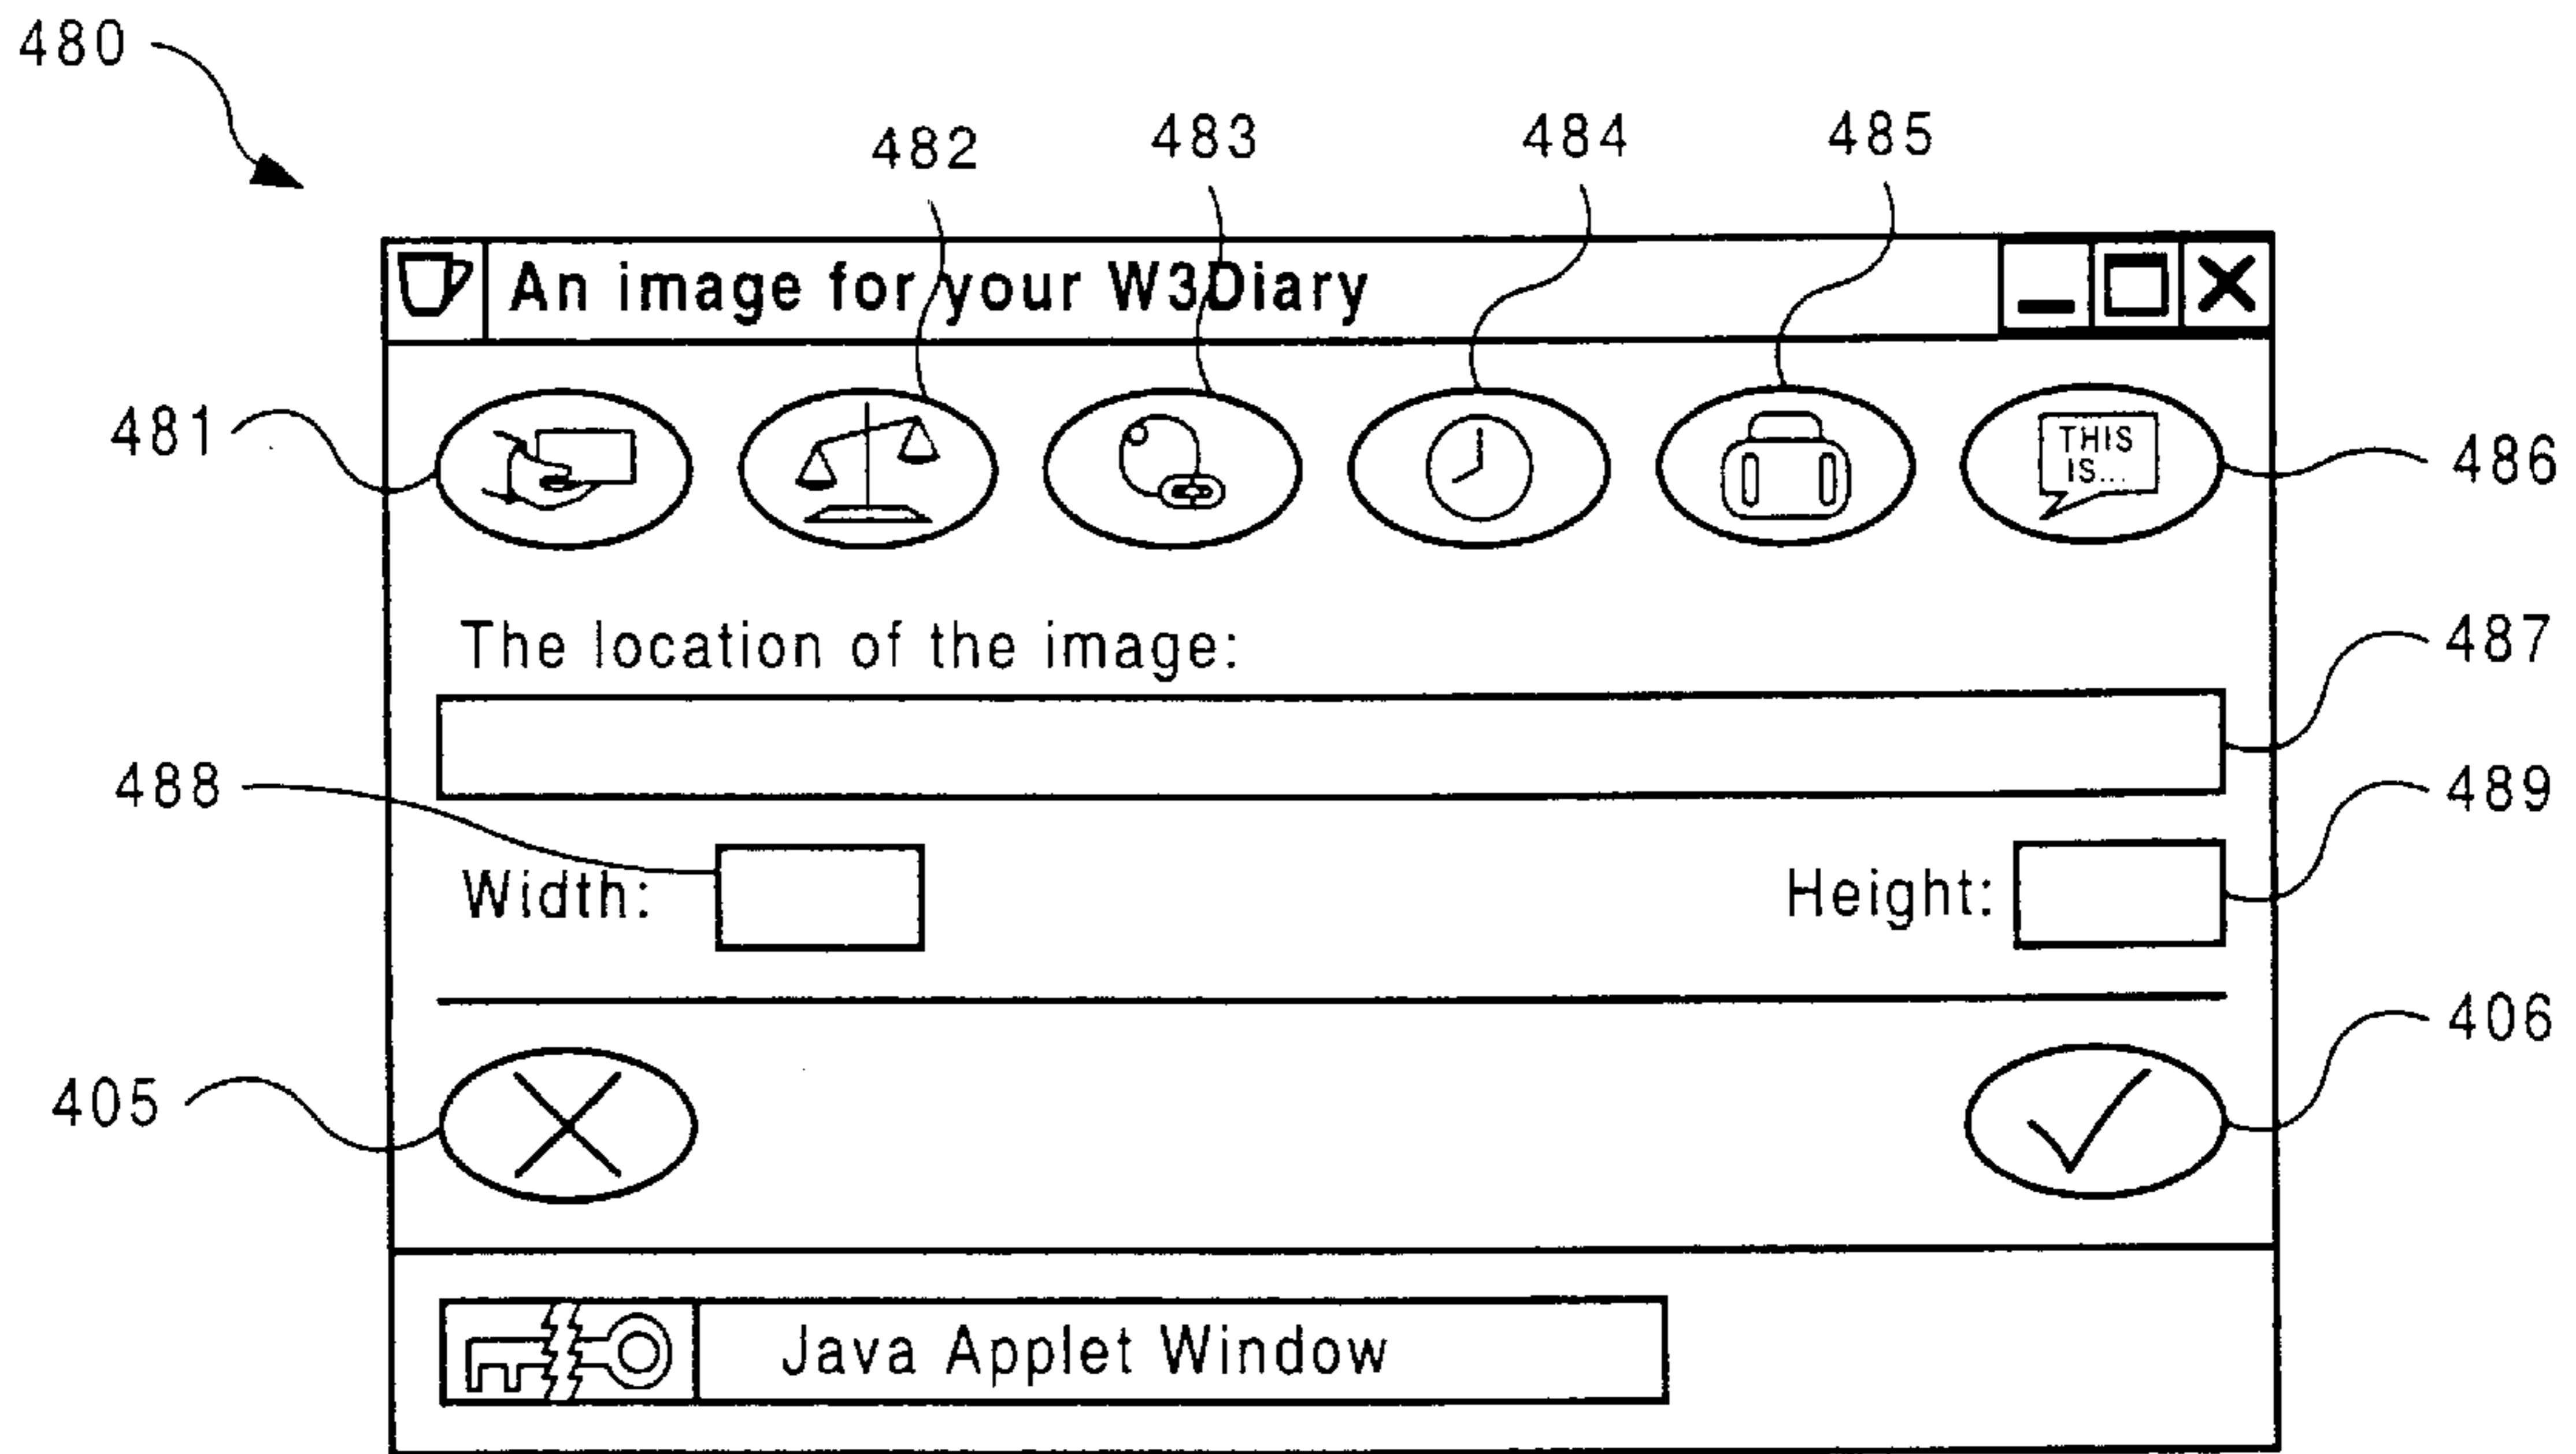 480
482 483 484 485
An image for your W3Diary
481
THIS
IS...
486
The location of the image:
487
488
489
Width:
Height:
406
405
Java Applet Window